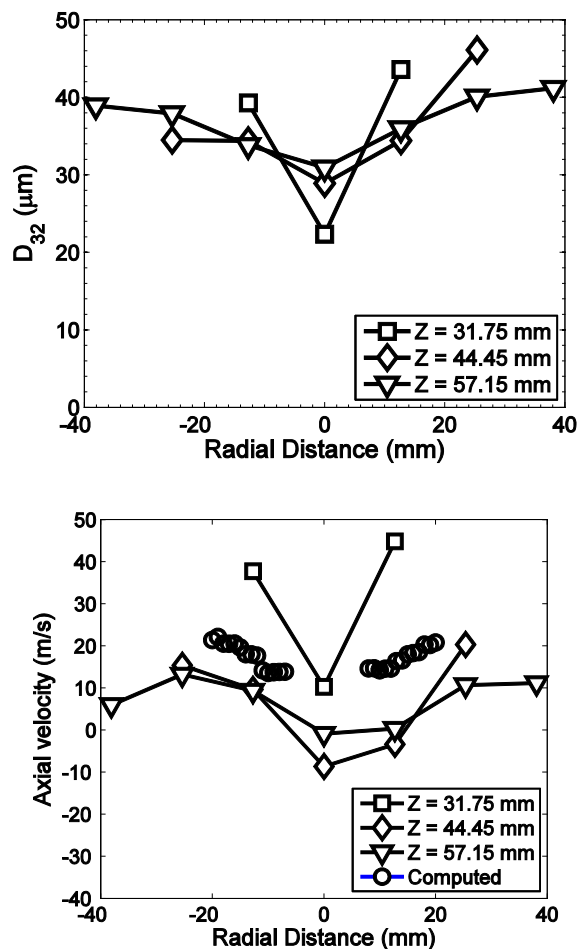 50
40
30
20
10
0
D32 (μm)
Z = 31.75 mm
Z = 44.45 mm
Z = 57.15 mm
-40 -20 0 20 40
Radial Distance (mm)
50
40
30
20
10
0
-10
-20
-30
-40
Axial velocity (m/s)
Z = 31.75 mm
Z = 44.45 mm
Z = 57.15 mm
Computed
-40 -20 0 20 40
Radial Distance (mm)